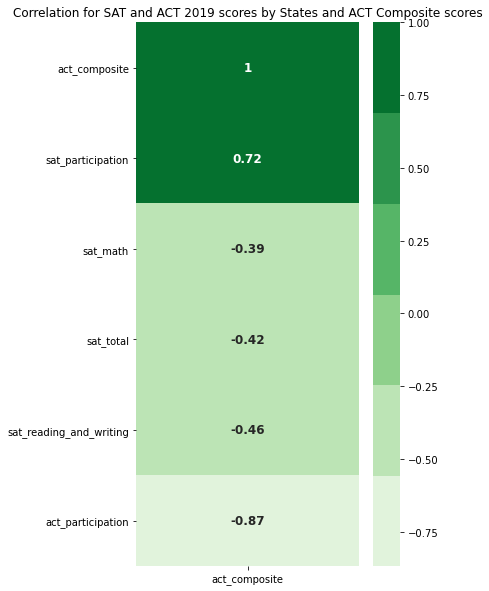 Correlation for SAT and ACT 2019 scores by States and ACT Composite scores
act_composite
1
sat_participation
0.72
sat_math
-0.39
sat_total
-0.42
sat_reading_and_writing
-0.46
act_participation
-0.87
act_composite
1.00
0.75
0.50
0.25
0.00
−0.25
−0.50
−0.75